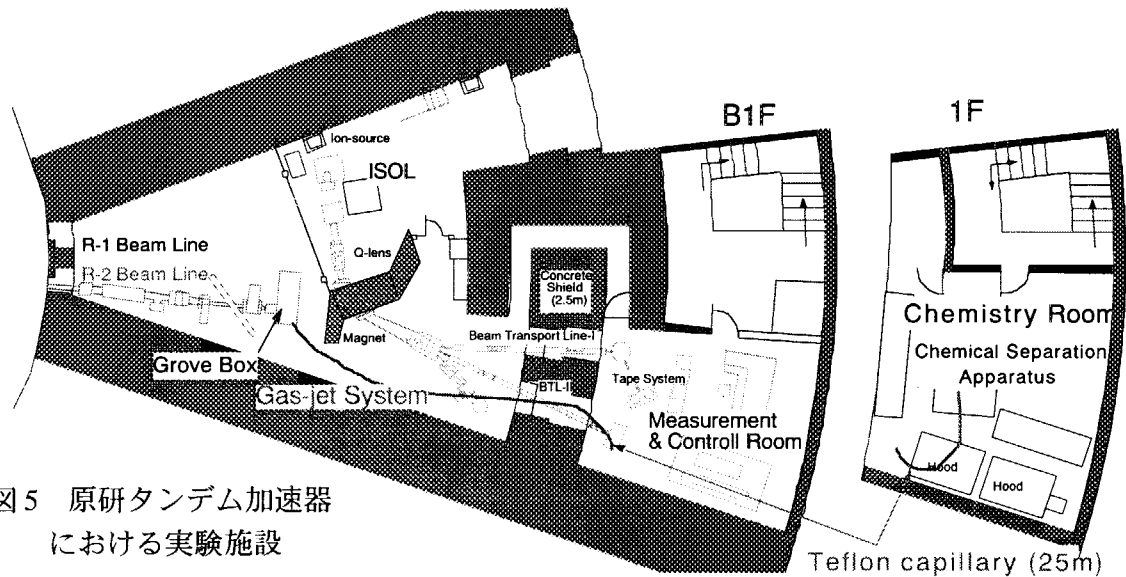 B1F
1F
Ion-source
ISOL
R-1 Beam Line
R-2 Beam Line
Q-lens
Concrete
Shield
(2.5m)
Chemistry Room
Magnet
Beam Transport Line-I
Chemical Separation
Apparatus
Grove Box
Gas-jet System
BTL-II
Tape System
Measurement
& Controll Room
Hood
Hood
図5 原研タンデム加速器
における実験施設
Teflon capillary (25m)